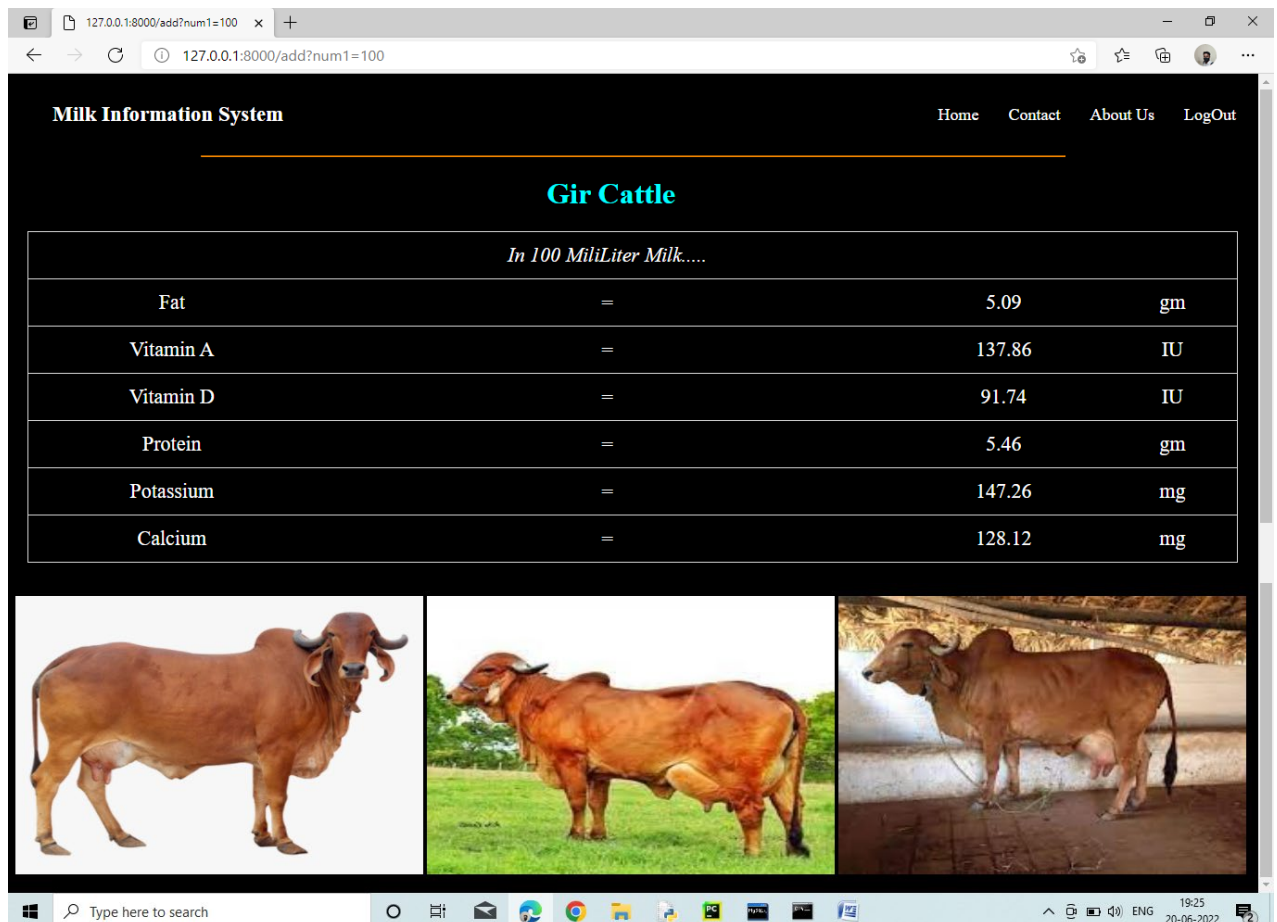 127.0.0.1:8000/add?num1=100
127.0.0.1:8000/add?num1=100
Milk Information System Home Contact About Us LogOut
Gir Cattle
In 100 MiliLiter Milk.....
Fat = 5.09 gm
Vitamin A = 137.86 IU
Vitamin D = 91.74 IU
Protein = 5.46 gm
Potassium = 147.26 mg
Calcium = 128.12 mg
Type here to search
PC
ENG
19:25
20-06-2022
2